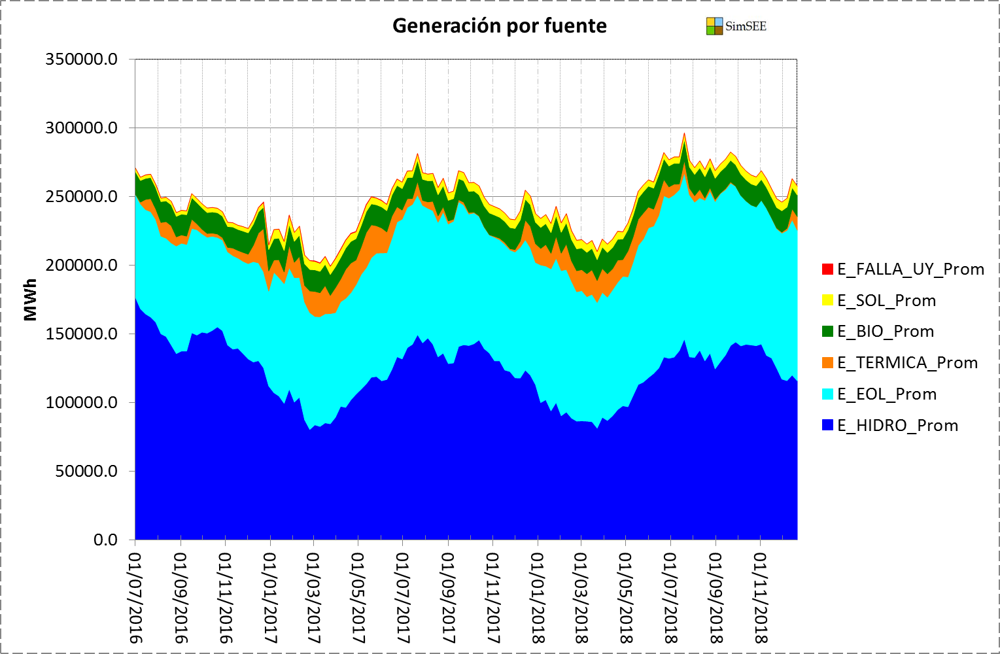 Generación por fuente
SimSEE
350000.0
300000.0
250000.0
200000.0
150000.0
100000.0
50000.0
0.0
MWh
01/07/2016
01/09/2016
01/11/2016
01/01/2017
01/03/2017
01/05/2017
01/07/2017
01/09/2017
01/11/2017
01/01/2018
01/03/2018
01/05/2018
01/07/2018
01/09/2018
01/11/2018
E_FALLA_UY_Prom
E_SOL_Prom
E_BIO_Prom
E_TERMICA_Prom
E_EOL_Prom
E_HIDRO_Prom